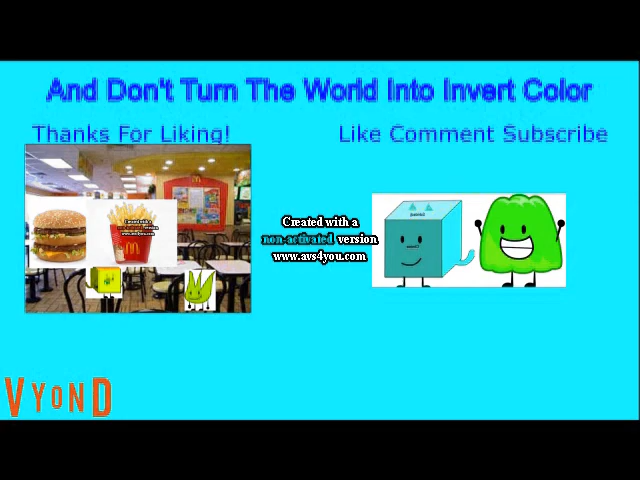 And Don't Turn The World Into Invert Color
Thanks For Liking!
Like Comment Subscribe
Created with a
non-activated version
www.avs4you.com
VYOND